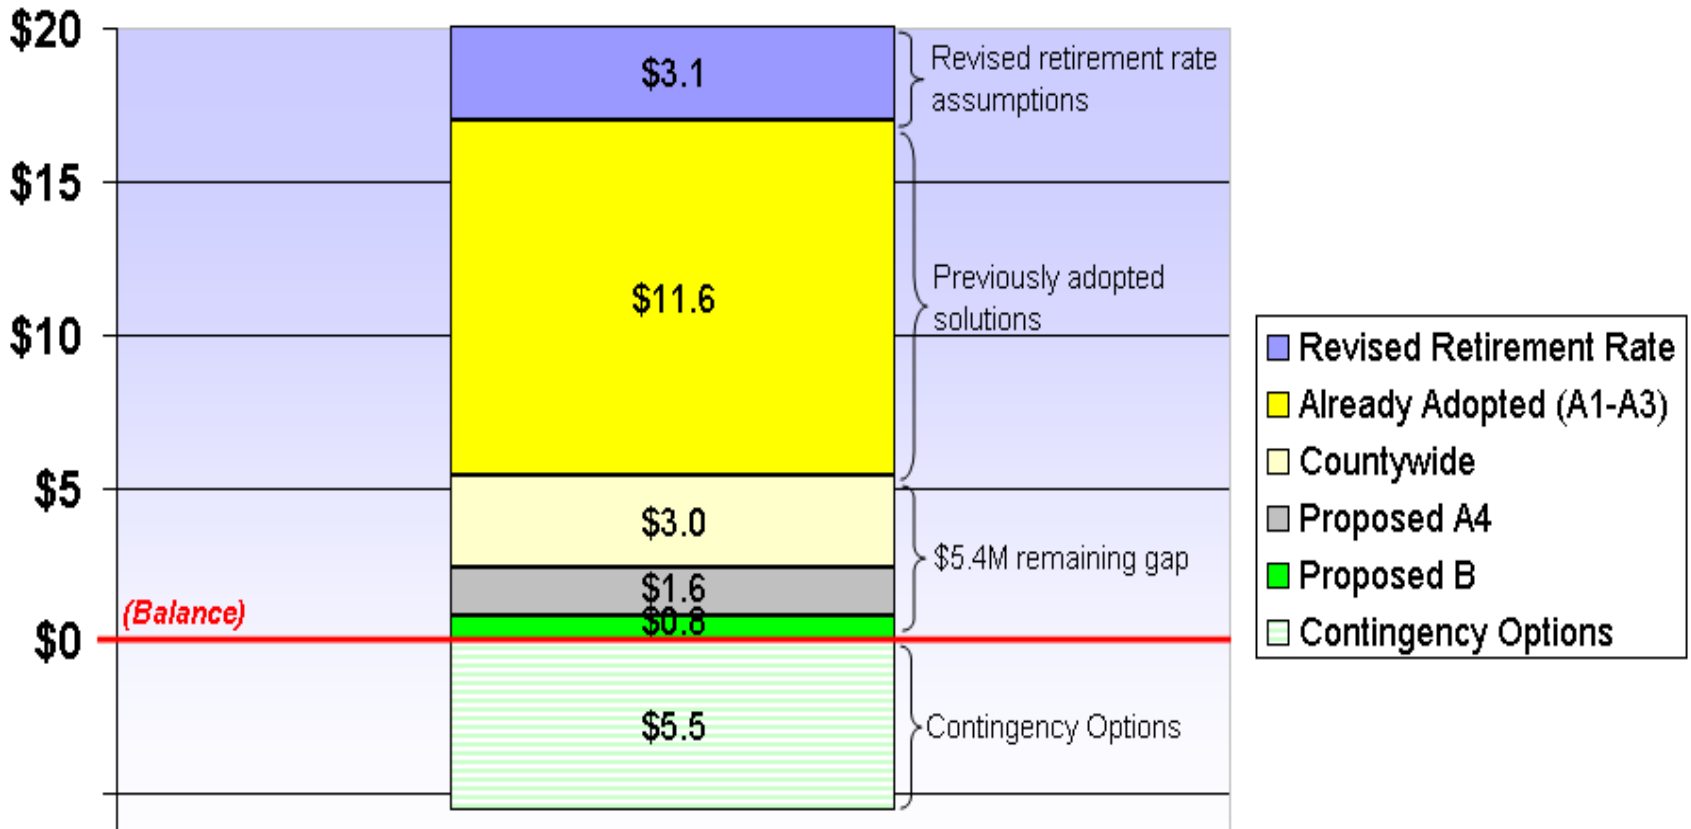 $20
$15
$10
$5
$0
(Balance)
$3.1
$11.6
$3.0
$1.6
$0.8
$5.5
Revised retirement rate
assumptions
Previously adopted
solutions
$5.4M remaining gap
Contingency Options
Revised Retirement Rate
Already Adopted (A1-A3)
Countywide
Proposed A4
Proposed B
Contingency Options